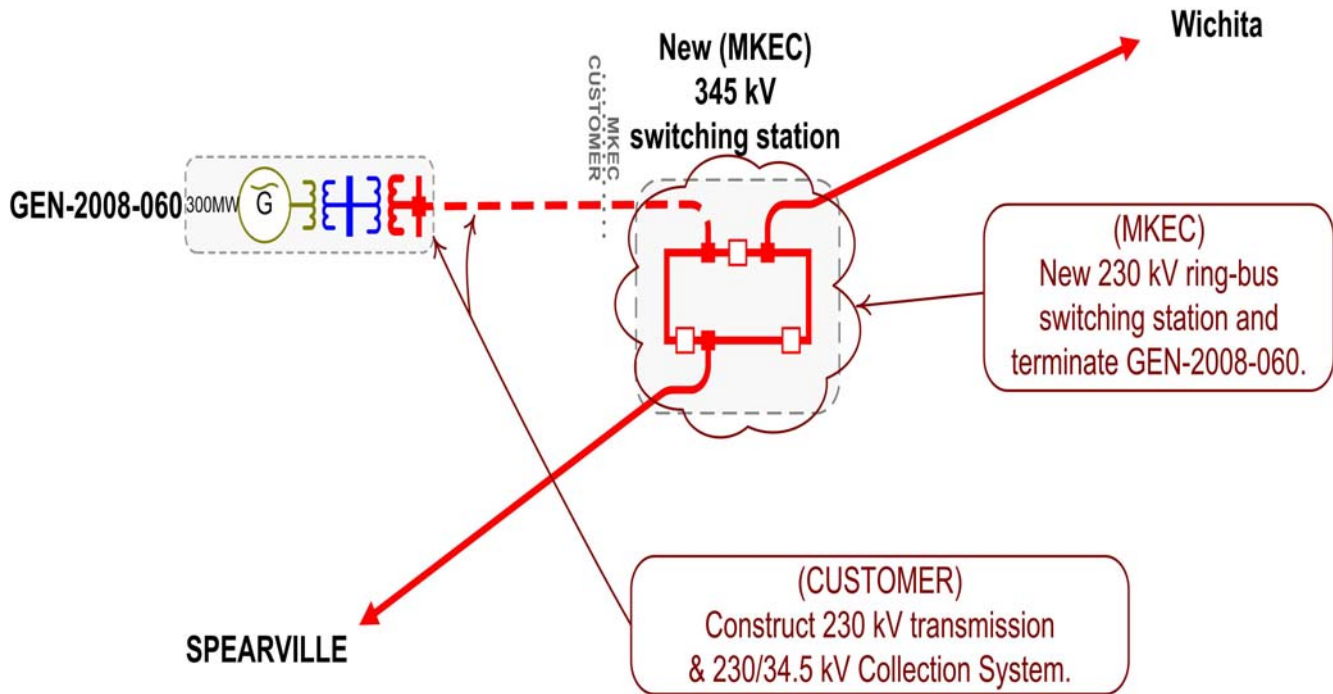 Wichita
New (MKEC)
345 kV
switching station
MKEC
CUSTOMER
GEN-2008-060
300MW
G
(MKEC)
New 230 kV ring-bus
switching station and
terminate GEN-2008-060.
(CUSTOMER)
Construct 230 kV transmission
& 230/34.5 kV Collection System.
SPEARVILLE